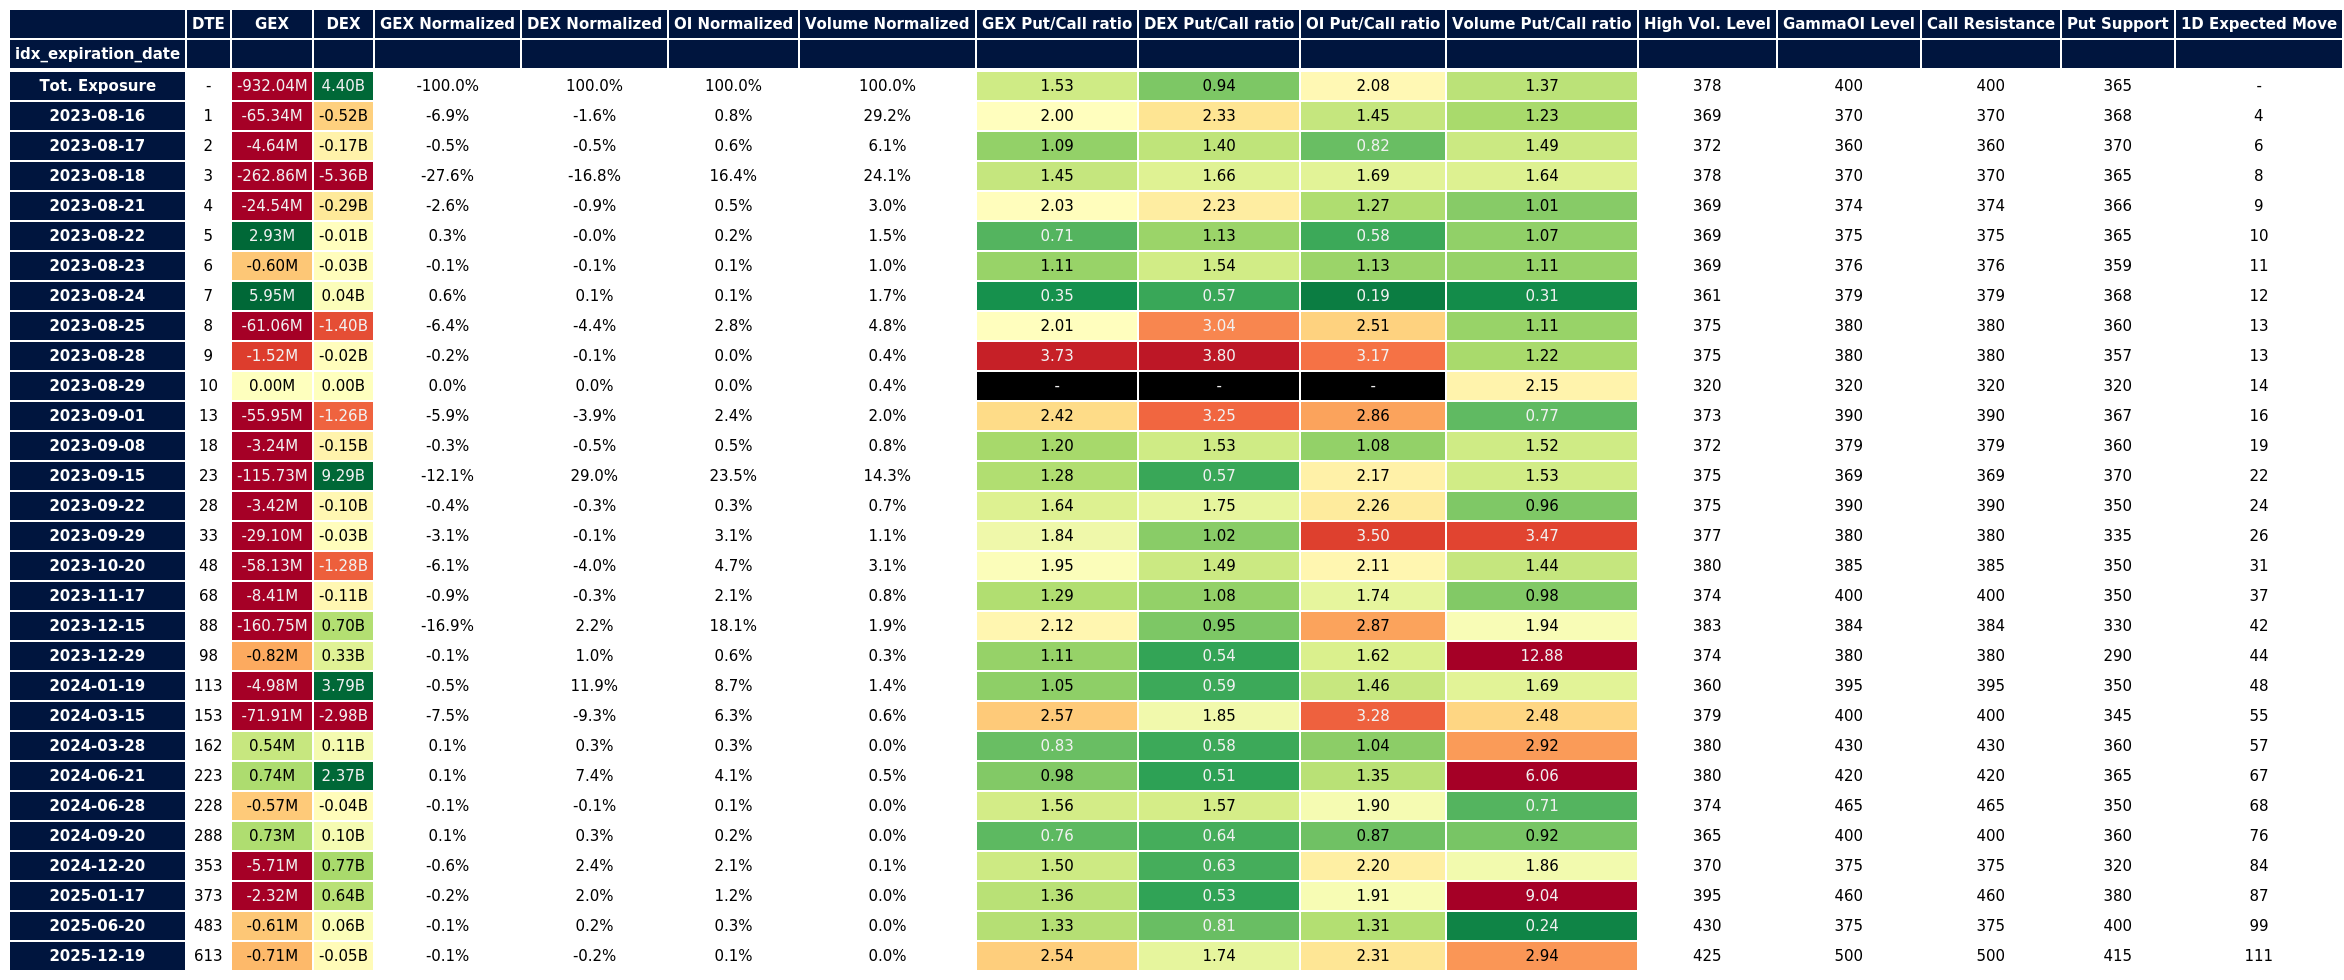 DTE GEX DEX GEX Normalized DEX Normalized OI Normalized Volume Normalized GEX Put/Call ratio DEX Put/Call ratio OI Put/Call ratio Volume Put/Call ratio High Vol. Level GammaOI Level Call Resistance Put Support 1D Expected Move
idx_expiration_date
Tot. Exposure - -932.04M 4.40B -100.0% 100.0% 100.0% 100.0% 1.53 0.94 2.08 1.37 378 400 400 365 -
2023-08-16 1 -65.34M -0.52B -6.9% -1.6% 0.8% 29.2% 2.00 2.33 1.45 1.23 369 370 370 368 4
2023-08-17 2 -4.64M -0.17B -0.5% -0.5% 0.6% 6.1% 1.09 1.40 0.82 1.49 372 360 360 370 6
2023-08-18 3 -262.86M -5.36B -27.6% -16.8% 16.4% 24.1% 1.45 1.66 1.69 1.64 378 370 370 365 8
2023-08-21 4 -24.54M -0.29B -2.6% -0.9% 0.5% 3.0% 2.03 2.23 1.27 1.01 369 374 374 366 9
2023-08-22 5 2.93M -0.01B 0.3% -0.0% 0.2% 1.5% 0.71 1.13 0.58 1.07 369 375 375 365 10
2023-08-23 6 -0.60M -0.03B -0.1% -0.1% 0.1% 1.0% 1.11 1.54 1.13 1.11 369 376 376 359 11
2023-08-24 7 5.95M 0.04B 0.6% 0.1% 0.1% 1.7% 0.35 0.57 0.19 0.31 361 379 379 368 12
2023-08-25 8 -61.06M -1.40B -6.4% -4.4% 2.8% 4.8% 2.01 3.04 2.51 1.11 375 380 380 360 13
2023-08-28 9 -1.52M -0.02B -0.2% -0.1% 0.0% 0.4% 3.73 3.80 3.17 1.22 375 380 380 357 13
2023-08-29 10 0.00M 0.00B 0.0% 0.0% 0.0% 0.4% - - - 2.15 320 320 320 320 14
2023-09-01 13 -55.95M -1.26B -5.9% -3.9% 2.4% 2.0% 2.42 3.25 2.86 0.77 373 390 390 367 16
2023-09-08 18 -3.24M -0.15B -0.3% -0.5% 0.5% 0.8% 1.20 1.53 1.08 1.52 372 379 379 360 19
2023-09-15 23 -115.73M 9.29B -12.1% 29.0% 23.5% 14.3% 1.28 0.57 2.17 1.53 375 369 369 370 22
2023-09-22 28 -3.42M -0.10B -0.4% -0.3% 0.3% 0.7% 1.64 1.75 2.26 0.96 375 390 390 350 24
2023-09-29 33 -29.10M -0.03B -3.1% -0.1% 3.1% 1.1% 1.84 1.02 3.50 3.47 377 380 380 335 26
2023-10-20 48 -58.13M -1.28B -6.1% -4.0% 4.7% 3.1% 1.95 1.49 2.11 1.44 380 385 385 350 31
2023-11-17 68 -8.41M -0.11B -0.9% -0.3% 2.1% 0.8% 1.29 1.08 1.74 0.98 374 400 400 350 37
2023-12-15 88 -160.75M 0.70B -16.9% 2.2% 18.1% 1.9% 2.12 0.95 2.87 1.94 383 384 384 330 42
2023-12-29 98 -0.82M 0.33B -0.1% 1.0% 0.6% 0.3% 1.11 0.54 1.62 12.88 374 380 380 290 44
2024-01-19 113 -4.98M 3.79B -0.5% 11.9% 8.7% 1.4% 1.05 0.59 1.46 1.69 360 395 395 350 48
2024-03-15 153 -71.91M -2.98B -7.5% -9.3% 6.3% 0.6% 2.57 1.85 3.28 2.48 379 400 400 345 55
2024-03-28 162 0.54M 0.11B 0.1% 0.3% 0.3% 0.0% 0.83 0.58 1.04 2.92 380 430 430 360 57
2024-06-21 223 0.74M 2.37B 0.1% 7.4% 4.1% 0.5% 0.98 0.51 1.35 6.06 380 420 420 365 67
2024-06-28 228 -0.57M -0.04B -0.1% -0.1% 0.1% 0.0% 1.56 1.57 1.90 0.71 374 465 465 350 68
2024-09-20 288 0.73M 0.10B 0.1% 0.3% 0.2% 0.0% 0.76 0.64 0.87 0.92 365 400 400 360 76
2024-12-20 353 -5.71M 0.77B -0.6% 2.4% 2.1% 0.1% 1.50 0.63 2.20 1.86 370 375 375 320 84
2025-01-17 373 -2.32M 0.64B -0.2% 2.0% 1.2% 0.0% 1.36 0.53 1.91 9.04 395 460 460 380 87
2025-06-20 483 -0.61M 0.06B -0.1% 0.2% 0.3% 0.0% 1.33 0.81 1.31 0.24 430 375 375 400 99
2025-12-19 613 -0.71M -0.05B -0.1% -0.2% 0.1% 0.0% 2.54 1.74 2.31 2.94 425 500 500 415 111